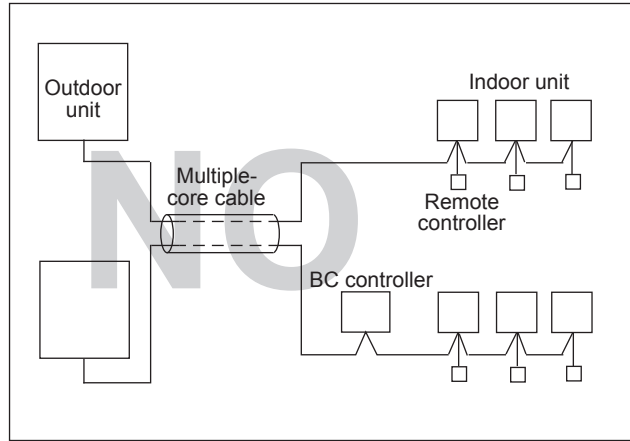 Outdoor
unit
Indoor unit
Multiple-
core cable
Remote
controller
BC controller
NO